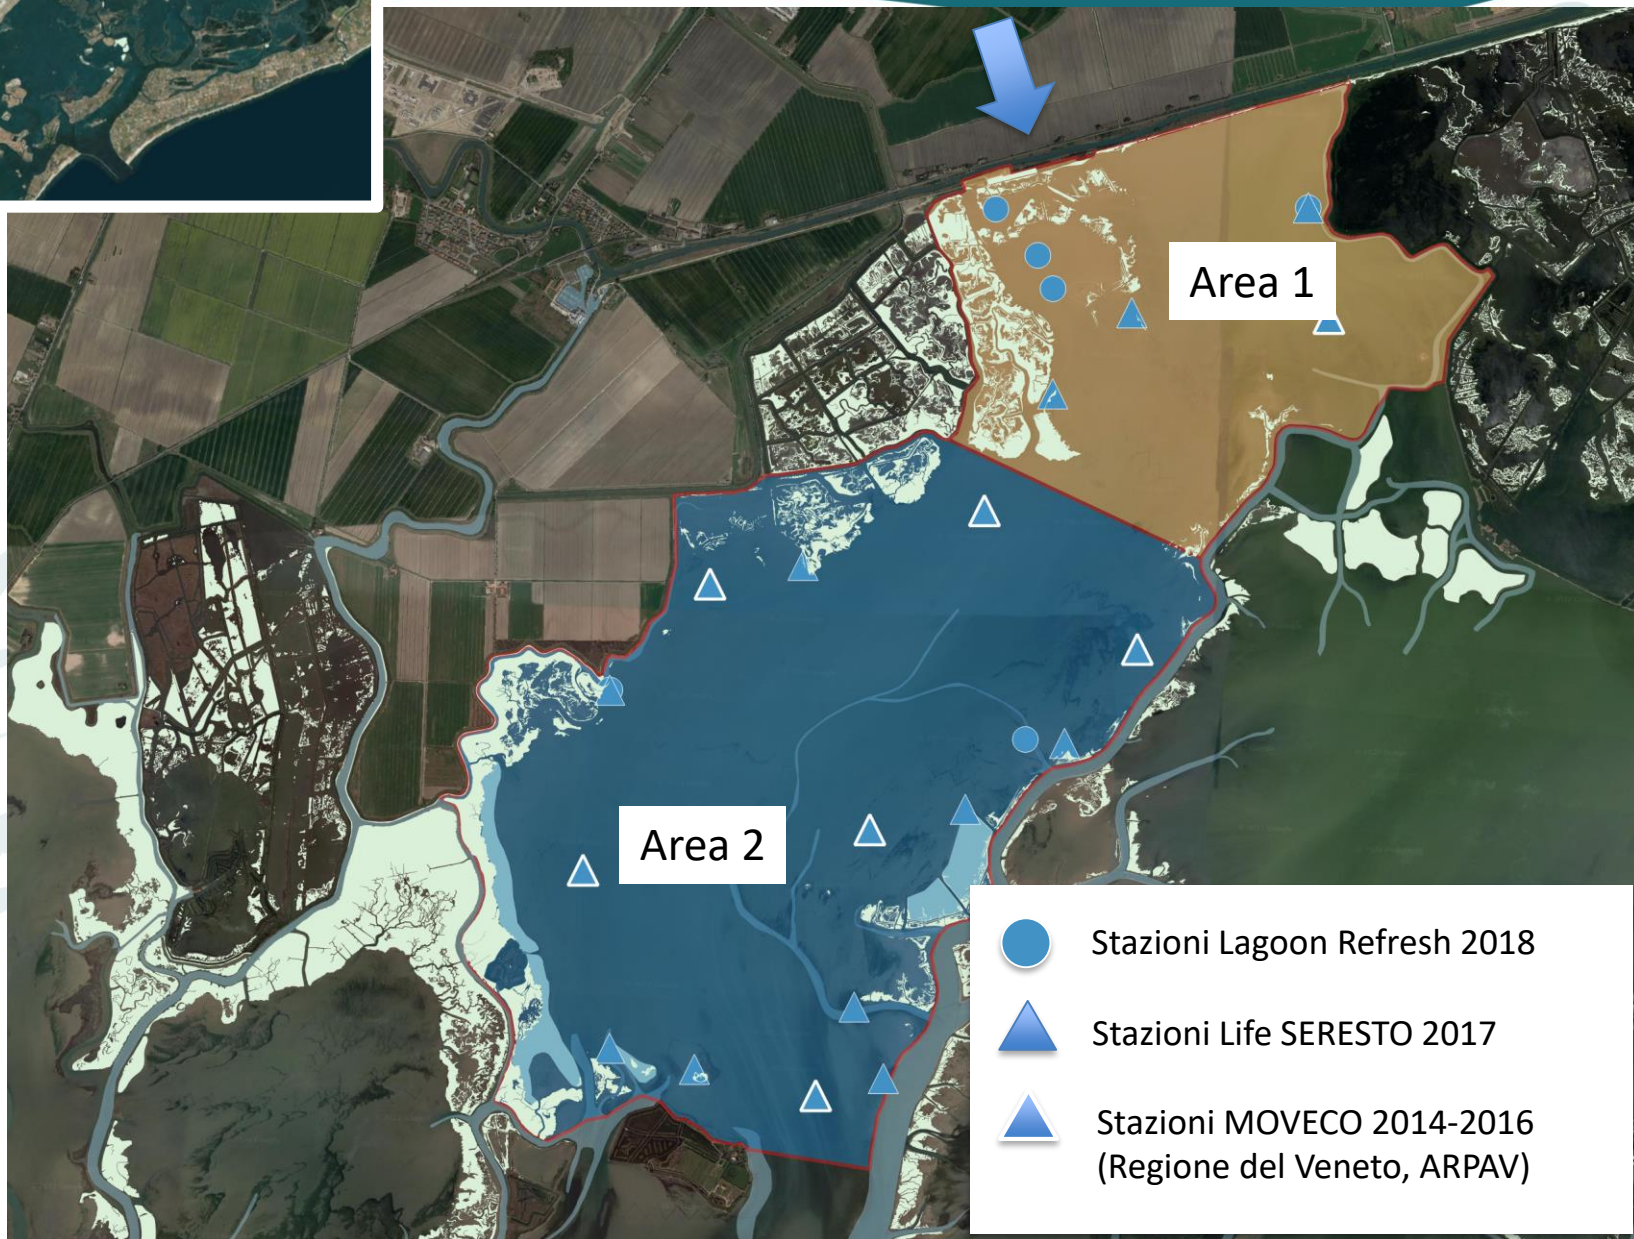 Area 1
Area 2
Stazioni Lagoon Refresh 2018
Stazioni Life SERESTO 2017
Stazioni MOVECO 2014-2016
(Regione del Veneto, ARPAV)